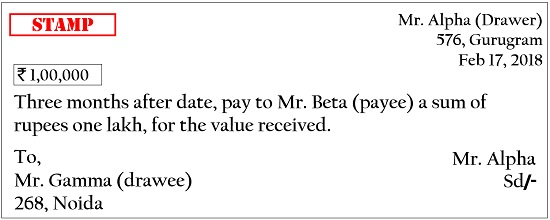 STAMP
Mr. Alpha (Drawer)
576, Gurugram
Feb 17, 2018
₹ 1,00,000
Three months after date, pay to Mr. Beta (payee) a sum of
rupees one lakh, for the value received.
To,
Mr. Gamma (drawee)
268, Noida
Mr. Alpha
Sd/-